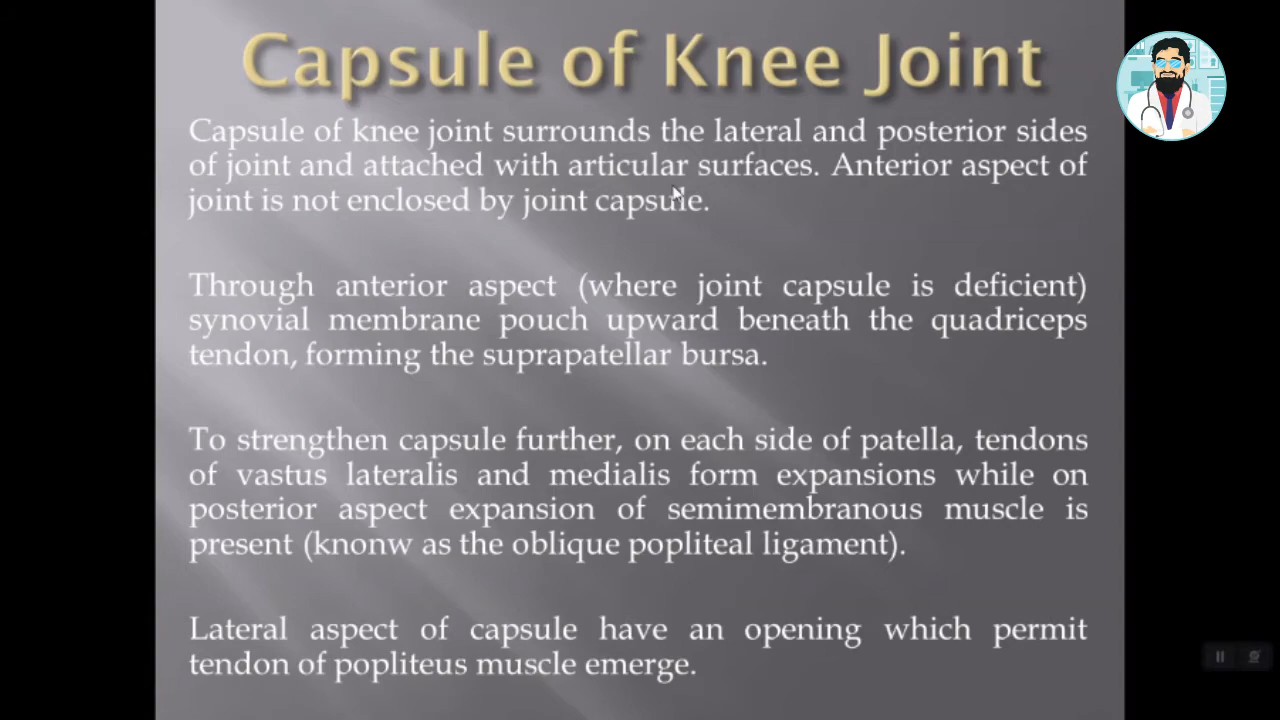 Capsule of Knee Joint
Capsule of knee joint surrounds the lateral and posterior sides
of joint and attached with articular surfaces. Anterior aspect of
joint is not enclosed by joint capsule.
Through anterior aspect (where joint capsule is deficient)
synovial membrane pouch upward beneath the quadriceps
tendon, forming the suprapatellar bursa.
To strengthen capsule further, on each side of patella, tendons
of vastus lateralis and medialis form expansions while on
posterior aspect expansion of semimembranous muscle is
present (knonw as the oblique popliteal ligament).
Lateral aspect of capsule have an opening which permit
tendon of popliteus muscle emerge.